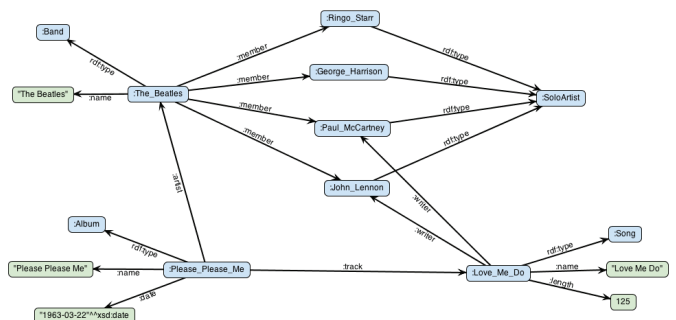 :Ringo_Starr
:Band
:member
rdf:type
rdf:type
:George_Harrison
:member
rdf:type
"The Beatles"
:name
:The_Beatles
:SoloArtist
:member
rdf:type
:Paul_McCartney
:member
rdf:type
:artist
:John_Lennon
:writer
:writer
:Album
:Song
rdf:type
rdf:type
"Please Please Me"
:name
:Please_Please_Me
:track
:Love_Me_Do
:name
"Love Me Do"
:date
:length
125
"1963-03-22"^^xsd:date